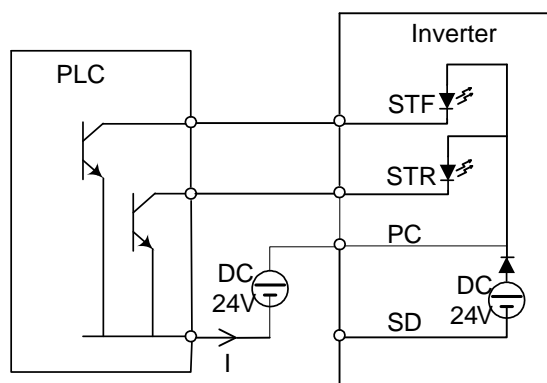 Inverter
PLC
STF
STR
PC
DC
24V
DC
24V
SD
I